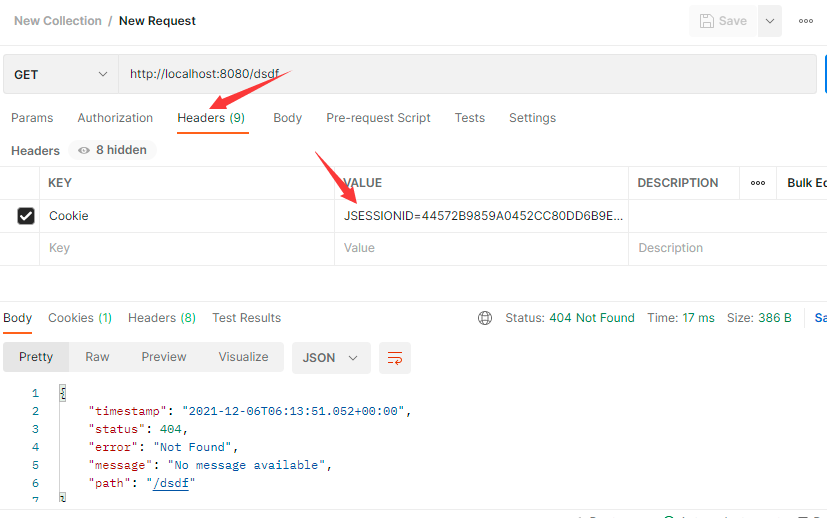 New Collection / New Request
Save
GET http://localhost:8080/dsdf
Params Authorization Headers (9) Body Pre-request Script Tests Settings
Headers 8 hidden
KEY VALUE DESCRIPTION Bulk Ec
Cookie JSESSIONID=44572B9859A0452CC80DD6B9E...
Key Value Description
Body Cookies (1) Headers (8) Test Results Status: 404 Not Found Time: 17 ms Size: 386 B Sa
Pretty Raw Preview Visualize JSON
1 {
2 "timestamp": "2021-12-06T06:13:51.052+00:00",
3 "status": 404,
4 "error": "Not Found",
5 "message": "No message available",
6 "path": "/dsdf"
7 }